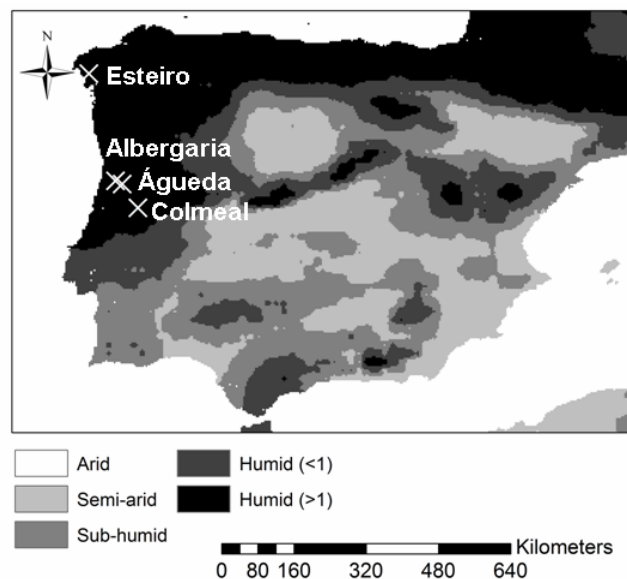 N
Esteiro
Albergaria
Águeda
Colmeal
Arid
Humid (<1)
Semi-arid
Humid (>1)
Sub-humid
Kilometers
0 80 160 320 480 640